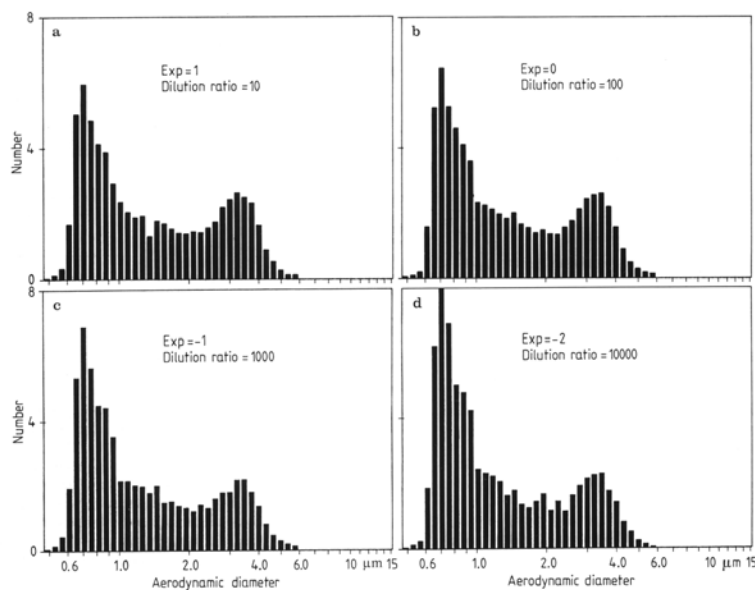 8
a
b
Exp=1
Dilution ratio=10
Exp=0
Dilution ratio=100
Number
4
0
8
c
d
Exp=-1
Dilution ratio=1000
Exp=-2
Dilution ratio=10000
Number
4
0
0.6 1.0 2.0 4.0 10 μm 15
0.6 1.0 2.0 4.0 6.0 10 μm 15
Aerodynamic diameter
Aerodynamic diameter